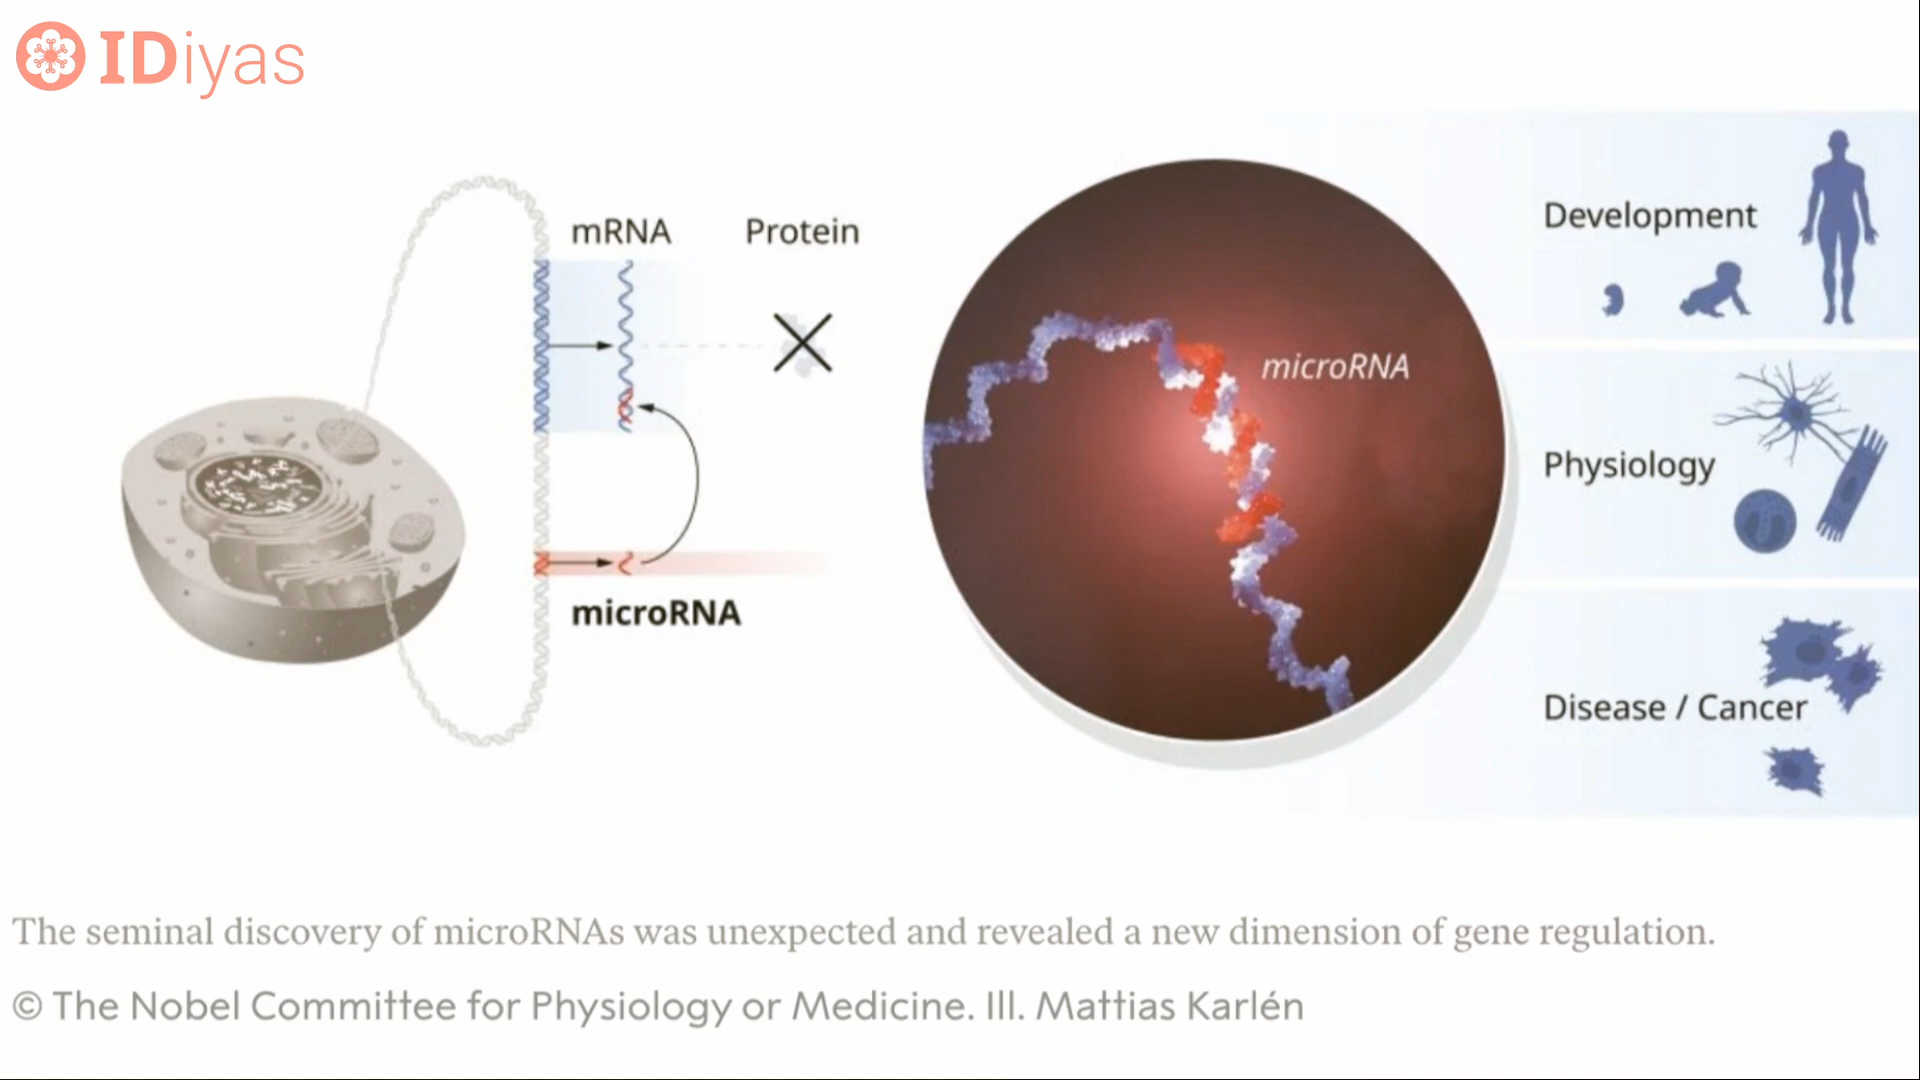 IDiyas
mRNA
Protein
microRNA
microRNA
Development
Physiology
Disease / Cancer
The seminal discovery of microRNAs was unexpected and revealed a new dimension of gene regulation.
© The Nobel Committee for Physiology or Medicine. Ill. Mattias Karlén